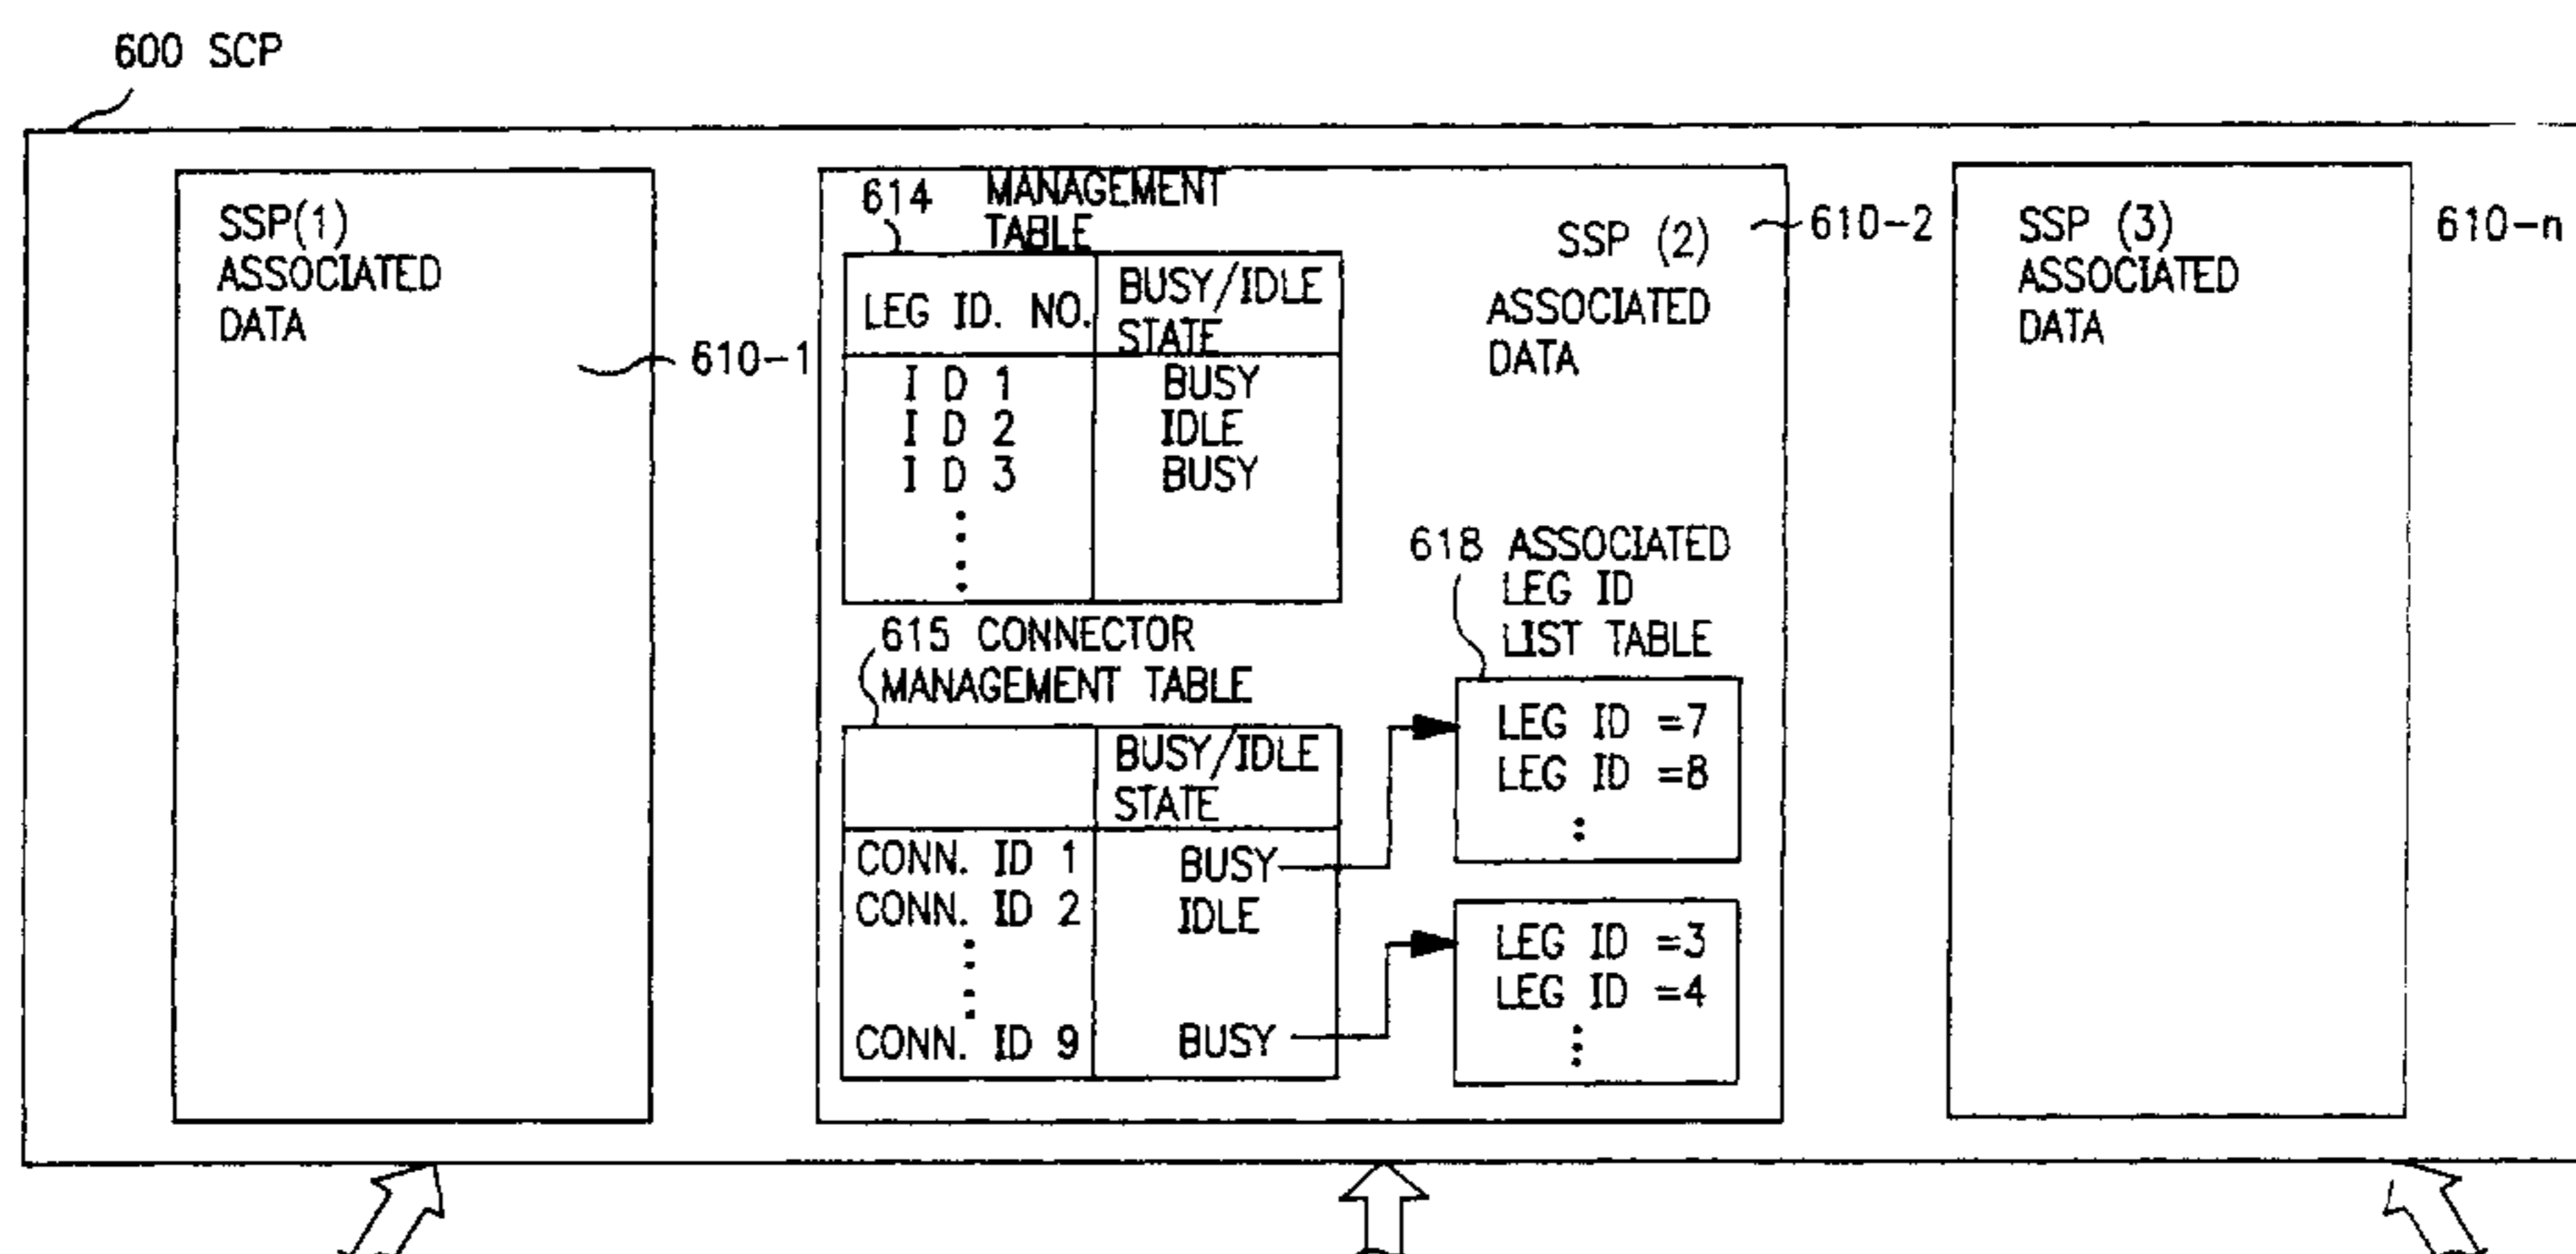 600 SCP
SSP(1)
ASSOCIATED
DATA
610-1
614 MANAGEMENT
TABLE
LEG ID. NO. BUSY/IDLE
STATE
ID 1 BUSY
ID 2 IDLE
ID 3 BUSY
SSP (2)
ASSOCIATED
DATA
610-2
615 CONNECTOR
MANAGEMENT TABLE
BUSY/IDLE
STATE
CONN. ID 1 BUSY
CONN. ID 2 IDLE
CONN. ID 9 BUSY
618 ASSOCIATED
LEG ID
LIST TABLE
LEG ID =7
LEG ID =8
LEG ID =3
LEG ID =4
SSP (3)
ASSOCIATED
DATA
610-n